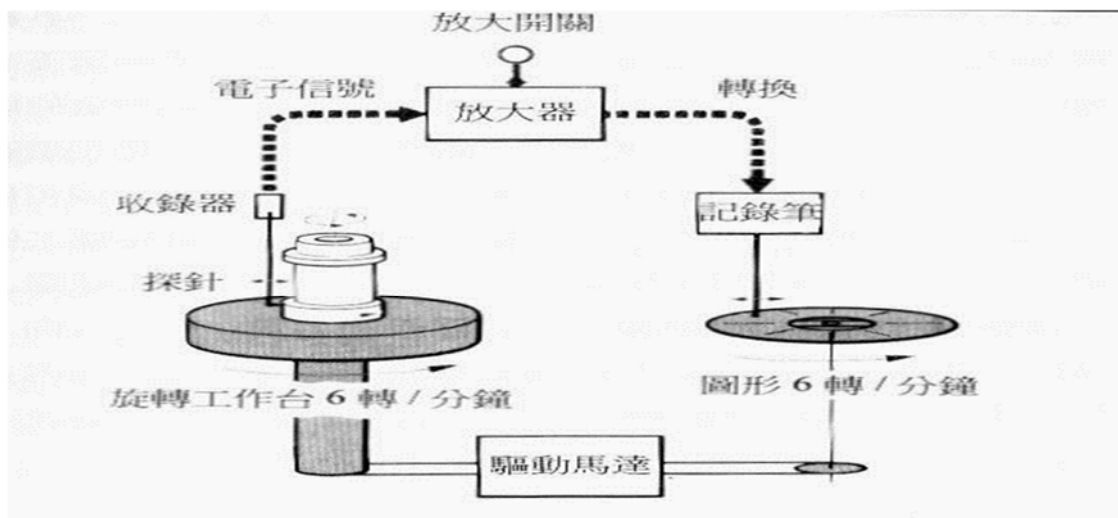 放大開關
電子信號
放大器
轉換
收錄器
記錄筆
探針
旋轉工作台 6 轉 / 分鐘
圖形 6 轉 / 分鐘
驅動馬達